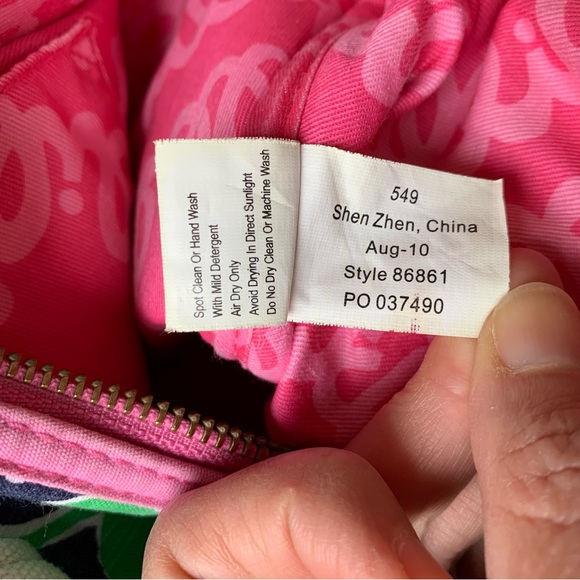 Spot Clean Or Hand Wash
With Mild Detergent
Air Dry Only
Avoid Drying In Direct Sunlight
Do No Dry Clean Or Machine Wash
549
Shen Zhen, China
Aug-10
Style 86861
PO 037490